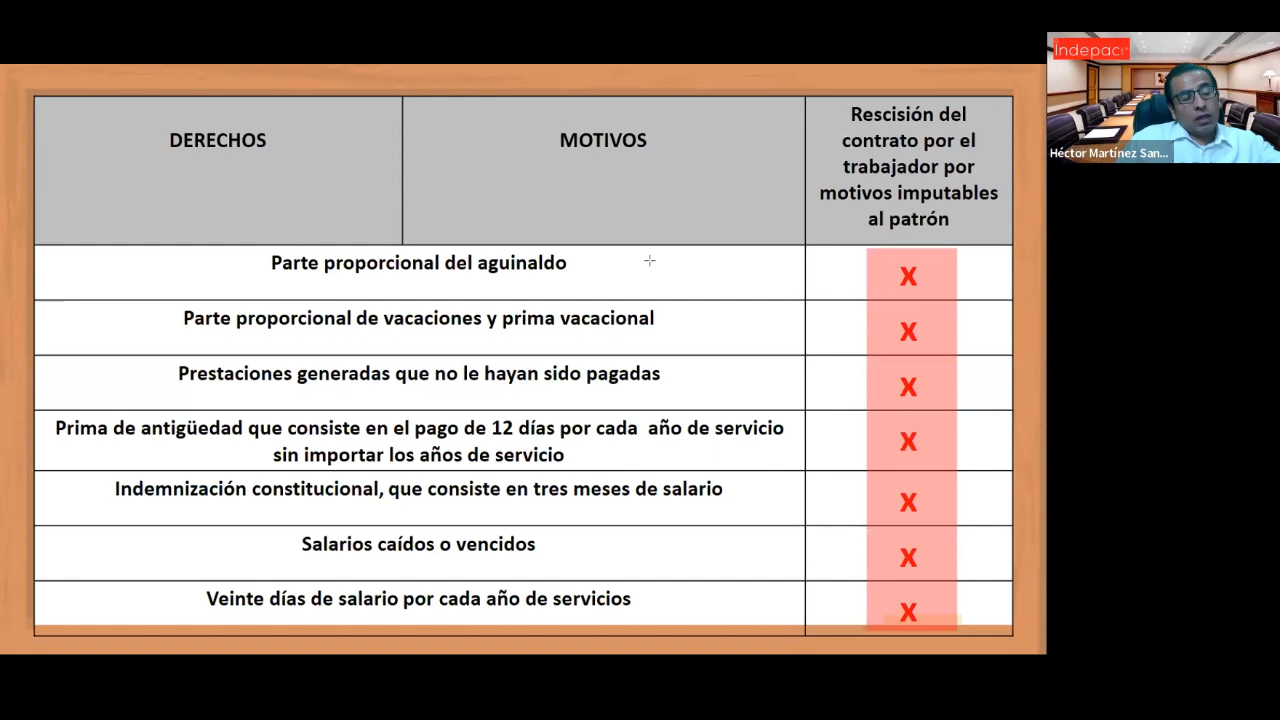 DERECHOS
MOTIVOS
Rescisión del
contrato por el
trabajador por
motivos imputables
al patrón
Parte proporcional del aguinaldo
X
Parte proporcional de vacaciones y prima vacacional
X
Prestaciones generadas que no le hayan sido pagadas
X
Prima de antigüedad que consiste en el pago de 12 días por cada año de servicio
sin importar los años de servicio
X
Indemnización constitucional, que consiste en tres meses de salario
X
Salarios caídos o vencidos
X
Veinte días de salario por cada año de servicios
X
Indepac
Héctor Martínez San...